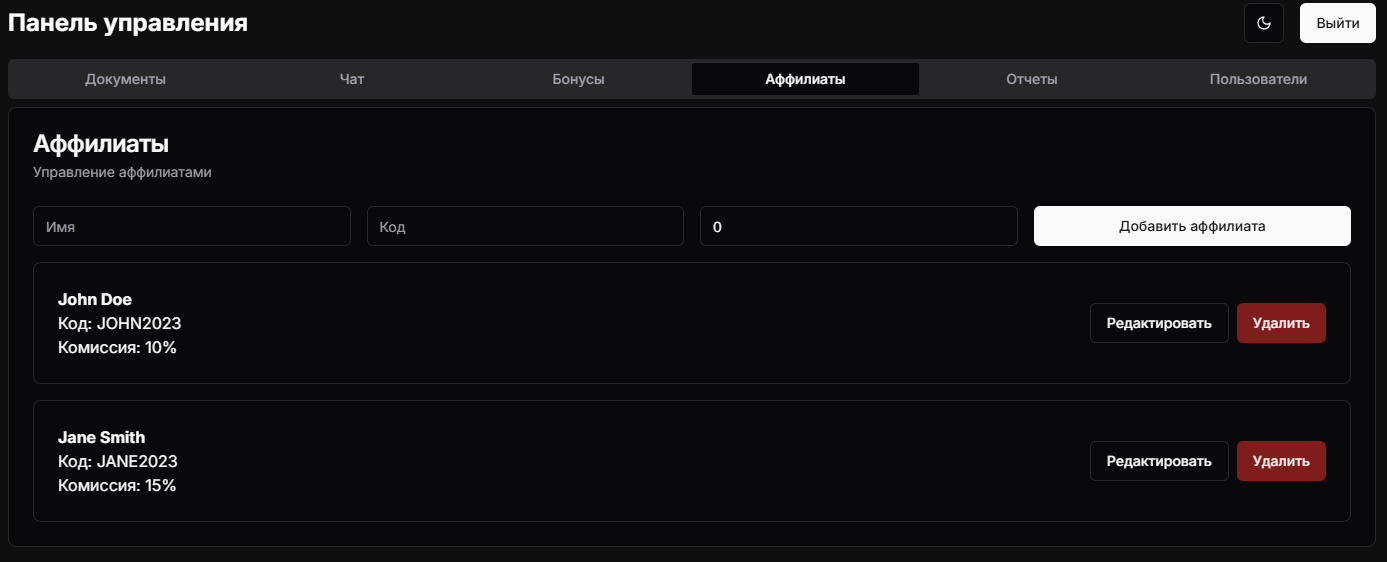 Панель управления
Выйти
Документы
Чат
Бонусы
Аффилиаты
Отчеты
Пользователи
Аффилиаты
Управление аффилиатами
Имя
Код
0
Добавить аффилиата
John Doe
Код: JOHN2023
Комиссия: 10%
Редактировать
Удалить
Jane Smith
Код: JANE2023
Комиссия: 15%
Редактировать
Удалить